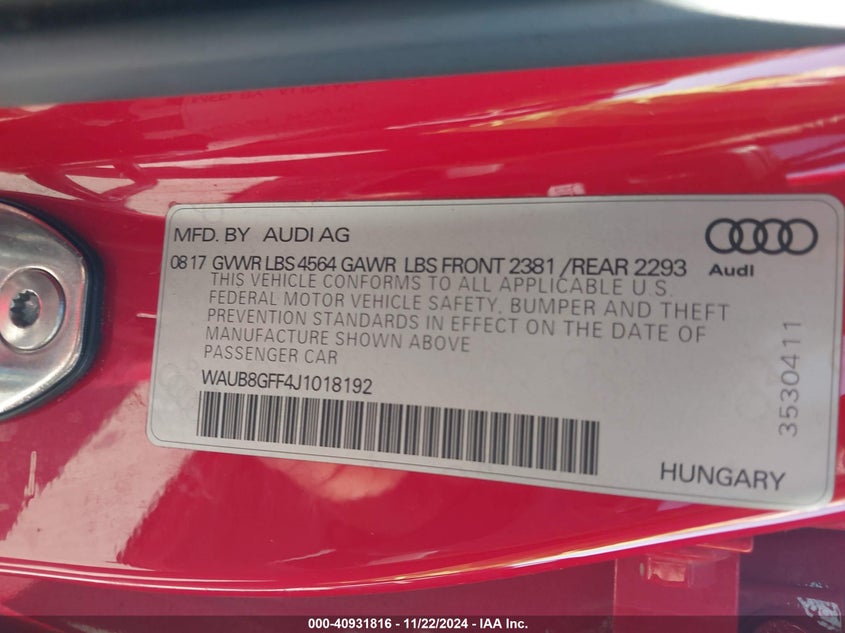 MFD. BY AUDI AG
08 17 GVWR LBS 4564 GAWR LBS FRONT 2381 /REAR 2293
Audi
THIS VEHICLE CONFORMS TO ALL APPLICABLE U.S.
FEDERAL MOTOR VEHICLE SAFETY, BUMPER AND THEFT
PREVENTION STANDARDS IN EFFECT ON THE DATE OF
MANUFACTURE SHOWN ABOVE
PASSENGER CAR
WAUB8GFF4J1018192
3530411
HUNGARY
000-40931816 - 11/22/2024 - IAA Inc.